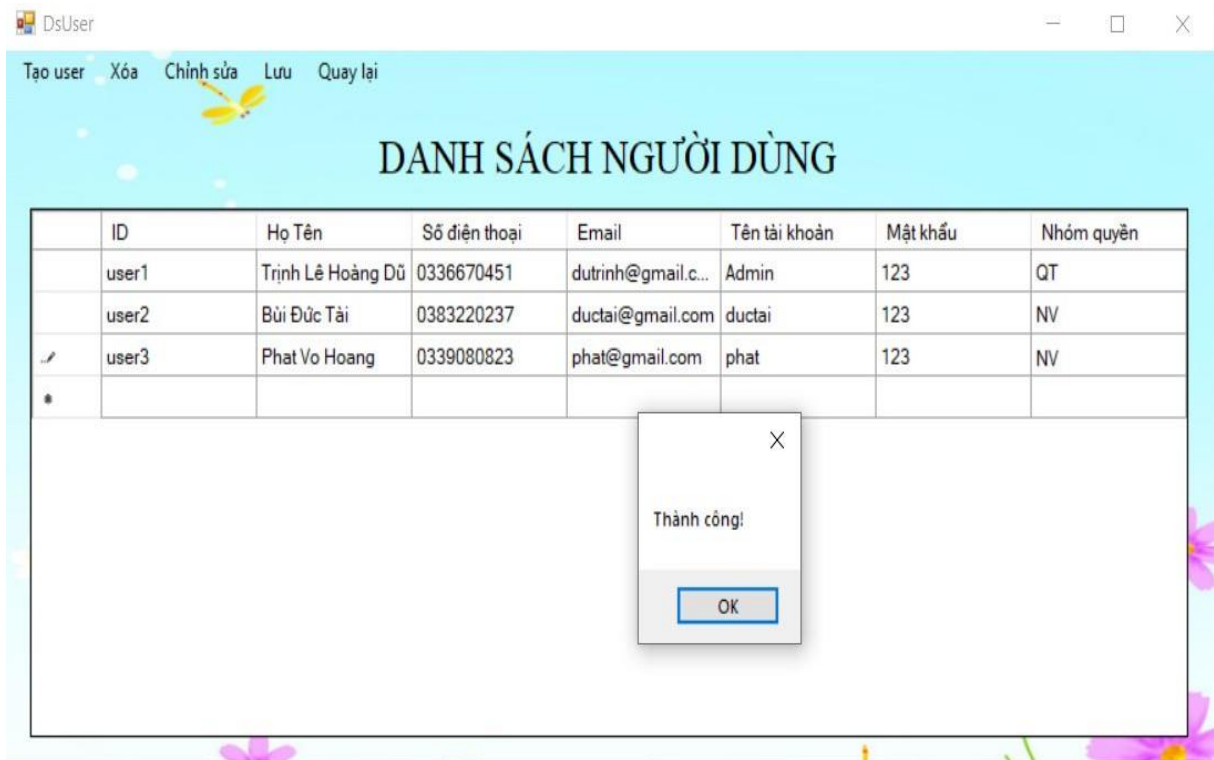 DsUser
Tạo user Xóa Chỉnh sửa Lưu Quay lại
DANH SÁCH NGƯỜI DÙNG
ID Họ Tên Số điện thoại Email Tên tài khoản Mật khẩu Nhóm quyền
user1 Trịnh Lê Hoàng Dũ 0336670451 dutrinh@gmail.c... Admin 123 QT
user2 Bùi Đức Tài 0383220237 ductai@gmail.com ductai 123 NV
user3 Phat Vo Hoang 0339080823 phat@gmail.com phat 123 NV
Thành công!
OK